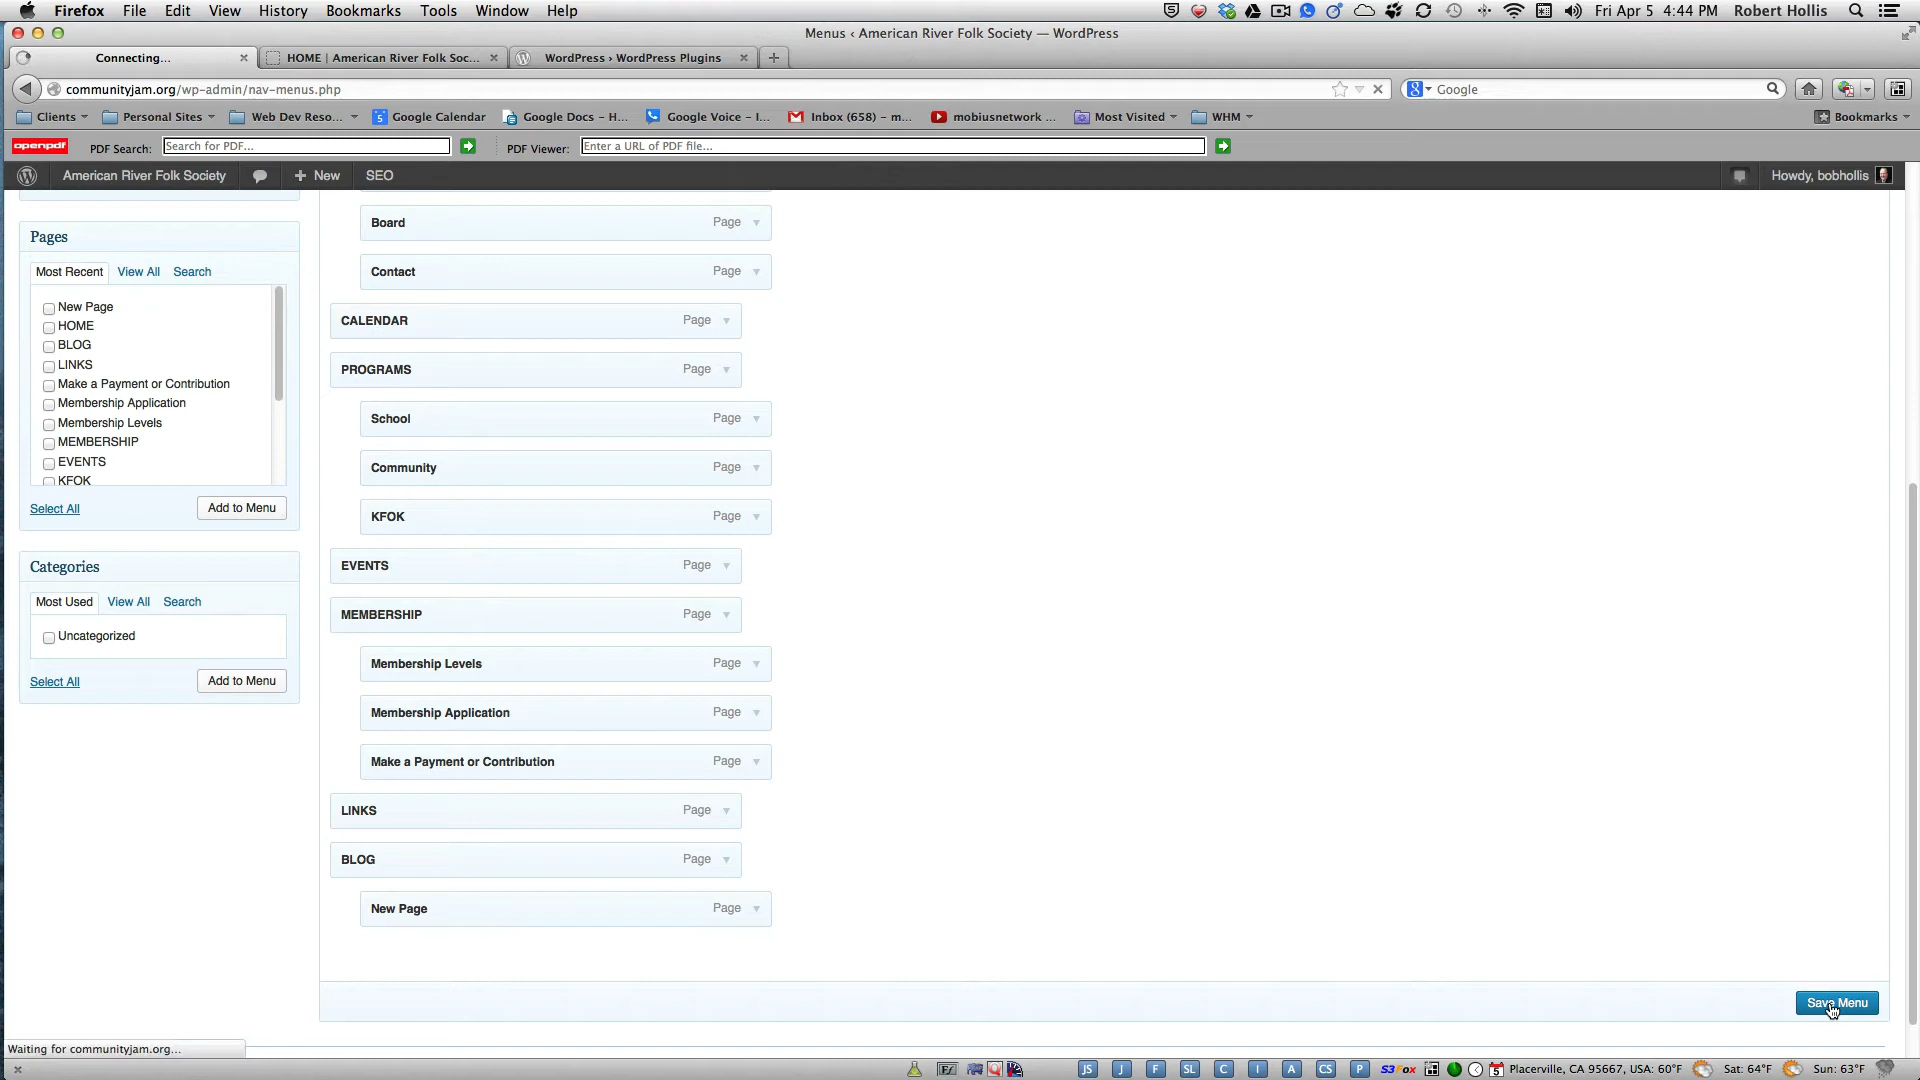 Firefox File Edit View History Bookmarks Tools Window Help Fri Apr 5 4:44 PM Robert Hollis
Menus ‹ American River Folk Society — WordPress
Connecting... HOME | American River Folk Soc... WordPress › WordPress Plugins
communityjam.org/wp-admin/nav-menus.php Google
Clients Personal Sites Web Dev Reso... Google Calendar Google Docs – H... Google Voice – I... Inbox (658) – m... mobiusnetwork ... Most Visited WHM Bookmarks
openpdf PDF Search: Search for PDF... PDF Viewer: Enter a URL of PDF file...
American River Folk Society + New SEO Howdy, bobhollis
Pages
Most Recent View All Search
New Page
HOME
BLOG
LINKS
Make a Payment or Contribution
Membership Application
Membership Levels
MEMBERSHIP
EVENTS
KFOK
Select All Add to Menu
Categories
Most Used View All Search
Uncategorized
Select All Add to Menu
Board Page
Contact Page
CALENDAR Page
PROGRAMS Page
School Page
Community Page
KFOK Page
EVENTS Page
MEMBERSHIP Page
Membership Levels Page
Membership Application Page
Make a Payment or Contribution Page
LINKS Page
BLOG Page
New Page Page
Save Menu
Waiting for communityjam.org...
JS J F SL C I A CS P S3Fox 5 Placerville, CA 95667, USA: 60°F Sat: 64°F Sun: 63°F